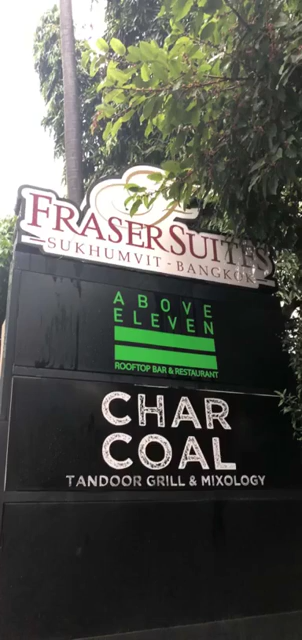 FRASER SUITES
SUKHUMVIT - BANGKOK
ABOVE
ELEVEN
ROOFTOP BAR & RESTAURANT
CHAR
COAL
TANDOOR GRILL & MIXOLOGY